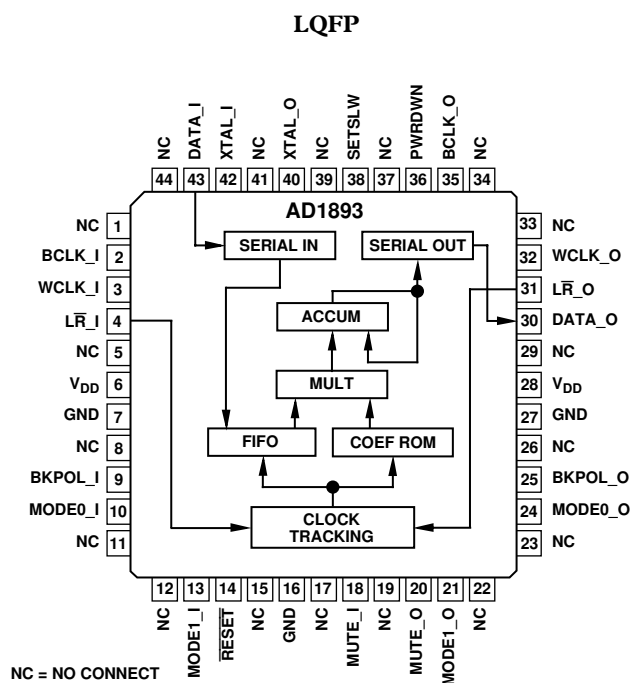 LQFP
NC
DATA_I
XTAL_I
NC
XTAL_O
NC
SETSLW
NC
PWRDWN
BCLK_O
NC
44 43 42 41 40 39 38 37 36 35 34
AD1893
NC 1
BCLK_I 2
WCLK_I 3
LR̅_I 4
NC 5
VDD 6
GND 7
NC 8
BKPOL_I 9
MODE0_I 10
NC 11
SERIAL IN
SERIAL OUT
ACCUM
MULT
FIFO
COEF ROM
CLOCK
TRACKING
33 NC
32 WCLK_O
31 LR̅_O
30 DATA_O
29 NC
28 VDD
27 GND
26 NC
25 BKPOL_O
24 MODE0_O
23 NC
12 13 14 15 16 17 18 19 20 21 22
NC
MODE1_I
R̅E̅S̅E̅T̅
NC
GND
NC
MUTE_I
NC
MUTE_O
MODE1_O
NC
NC = NO CONNECT